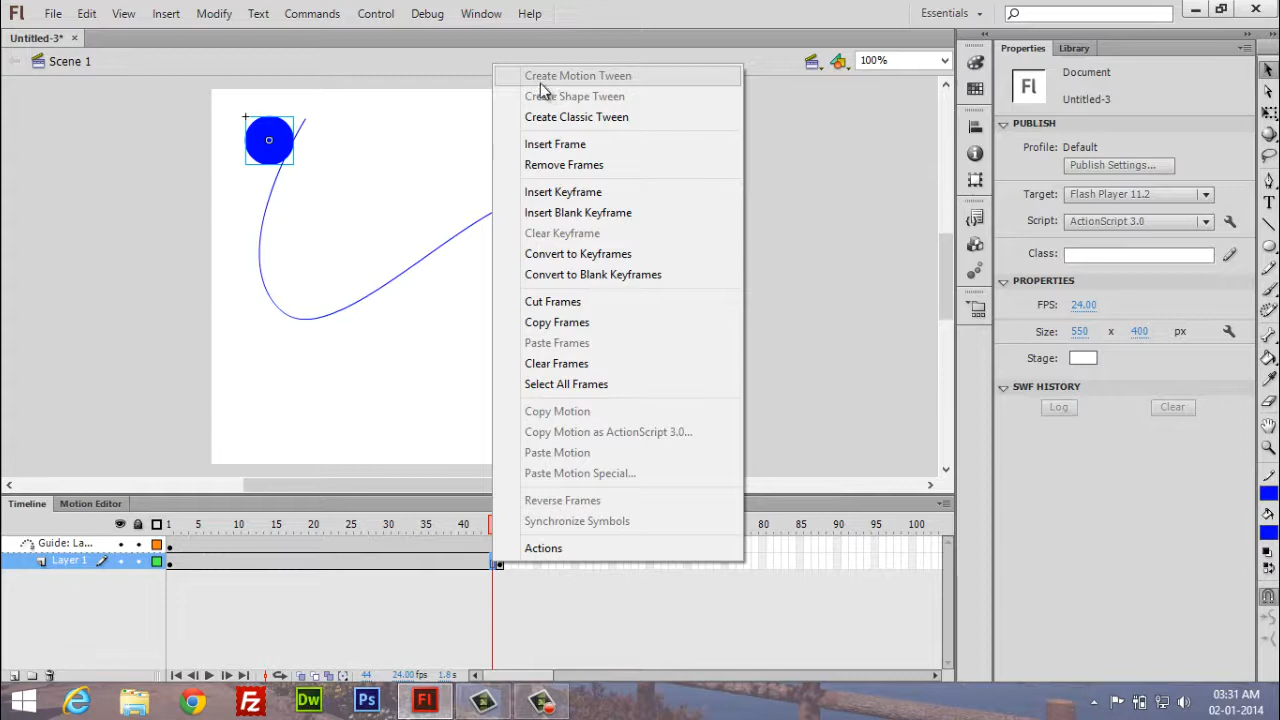 Fl File Edit View Insert Modify Text Commands Control Debug Window Help Essentials
Untitled-3* ×
Scene 1 100%
Create Motion Tween
Create Shape Tween
Create Classic Tween
Insert Frame
Remove Frames
Insert Keyframe
Insert Blank Keyframe
Clear Keyframe
Convert to Keyframes
Convert to Blank Keyframes
Cut Frames
Copy Frames
Paste Frames
Clear Frames
Select All Frames
Copy Motion
Copy Motion as ActionScript 3.0...
Paste Motion
Paste Motion Special...
Reverse Frames
Synchronize Symbols
Actions
Properties Library
Fl Document
Untitled-3
PUBLISH
Profile: Default
Publish Settings...
Target: Flash Player 11.2
Script: ActionScript 3.0
Class:
PROPERTIES
FPS: 24.00
Size: 550 x 400 px
Stage:
SWF HISTORY
Log Clear
Timeline Motion Editor
1 5 10 15 20 25 30 35 40 80 85 90 95 100
Guide: La...
Layer 1
44 24.00 fps 1.8 s
Dw Ps Fl
03:31 AM
02-01-2014